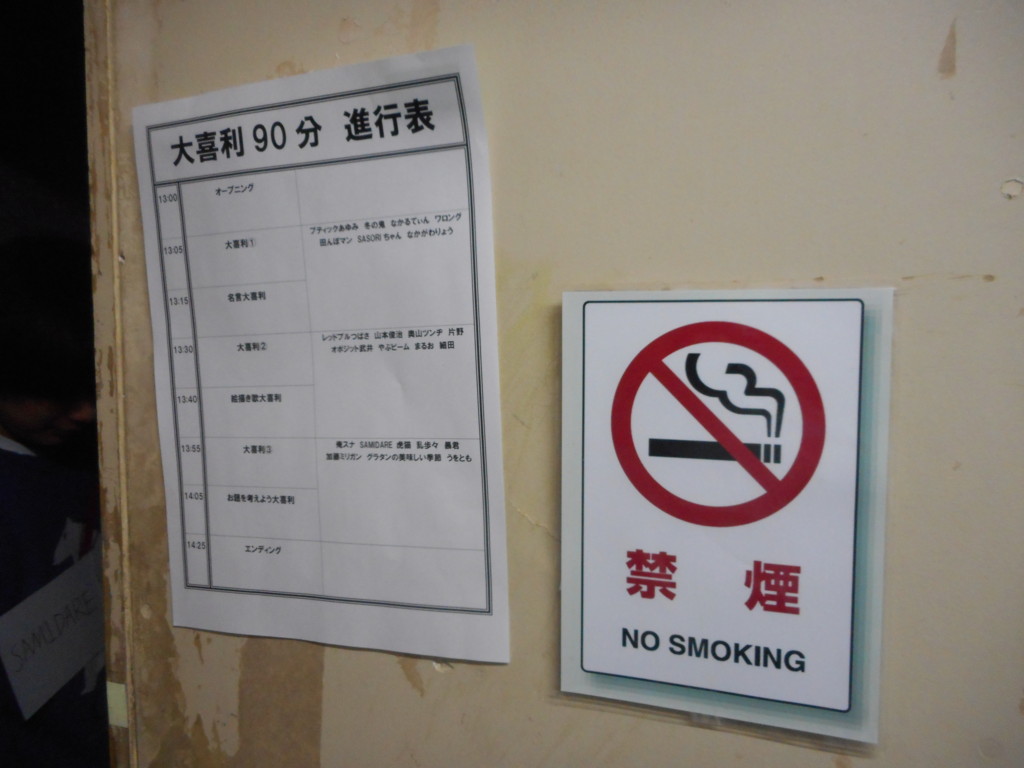 大喜利 90 分 進行表
13:00 オープニング
13:05 大喜利①
ブティックあゆみ 冬の鬼 なかるてぃん ワロング
田んぼマン SASORIちゃん なかがわりょう
13:15 名言大喜利
13:30 大喜利②
レッドブルつばさ 山本俊治 奥山ツンヂ 片野
オポジット武井 やぶビーム まるお 細田
13:40 絵描き歌大喜利
13:55 大喜利③
俺スナ SAMIDARE 虎猫 乱歩々 暴君
加藤ミリガン グラタンの美味しい季節 うをとも
14:05 お題を考えよう大喜利
14:25 エンディング
禁 煙
NO SMOKING
SAMIDARE